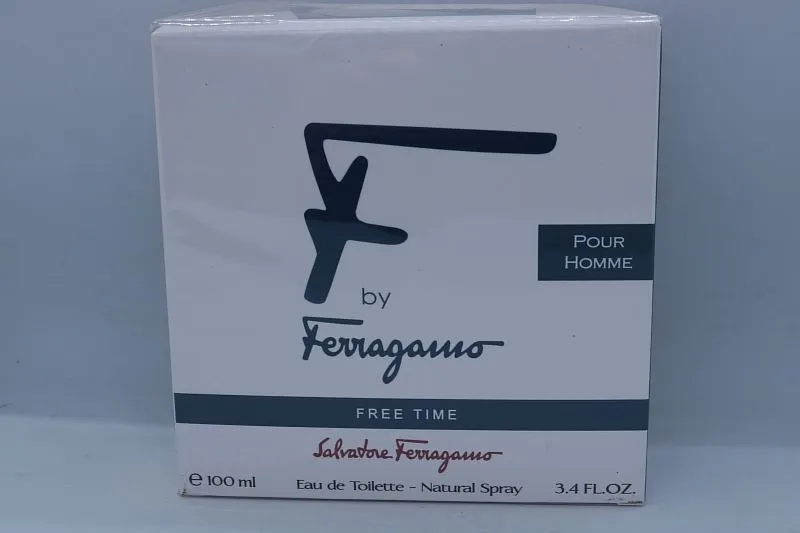 F
by
Ferragamo
POUR
HOMME
FREE TIME
Salvatore Ferragamo
℮ 100 ml Eau de Toilette - Natural Spray 3.4 FL.OZ.